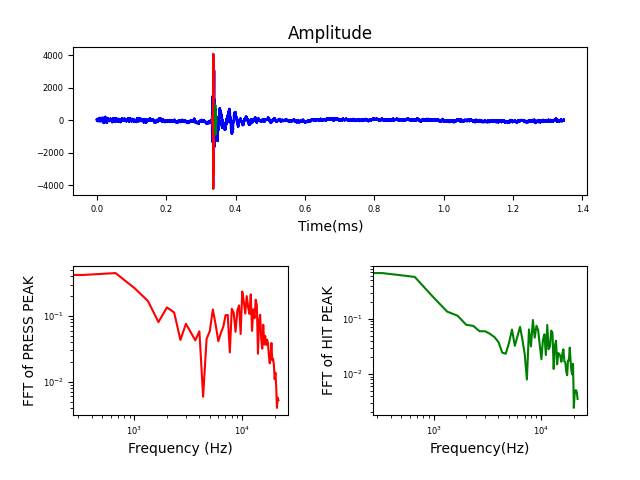 Amplitude
4000
2000
0
−2000
−4000
0.0 0.2 0.4 0.6 0.8 1.0 1.2 1.4
Time(ms)
FFT of PRESS PEAK
10⁻¹
10⁻²
10³ 10⁴
Frequency (Hz)
FFT of HIT PEAK
10⁻¹
10⁻²
10³ 10⁴
Frequency(Hz)